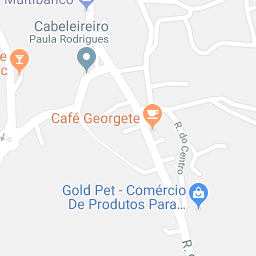 Multibanco
Cabeleireiro
Paula Rodrigues
Café Georgete
R. do Centro
Gold Pet - Comércio
De Produtos Para...
R.